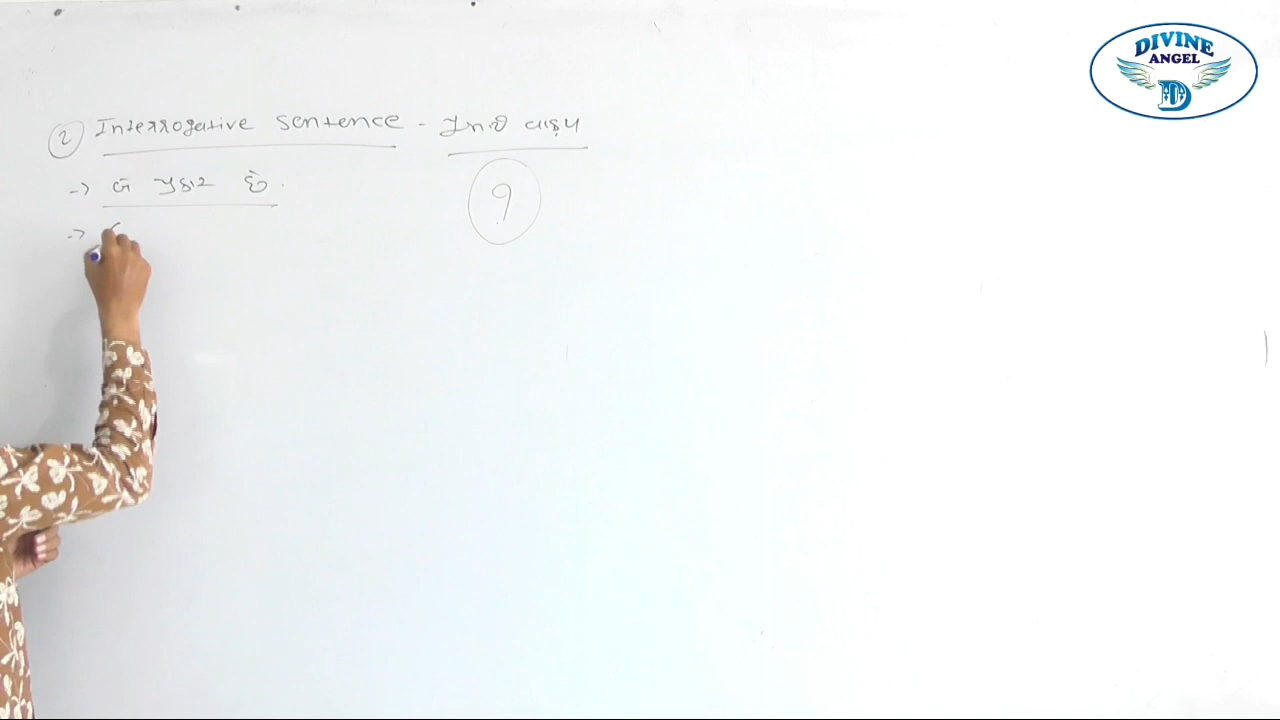 (2) Interrogative sentence - પ્રશ્નાર્થ વાક્ય
-> બે પ્રકાર છે.
?
->
DIVINE
ANGEL
D